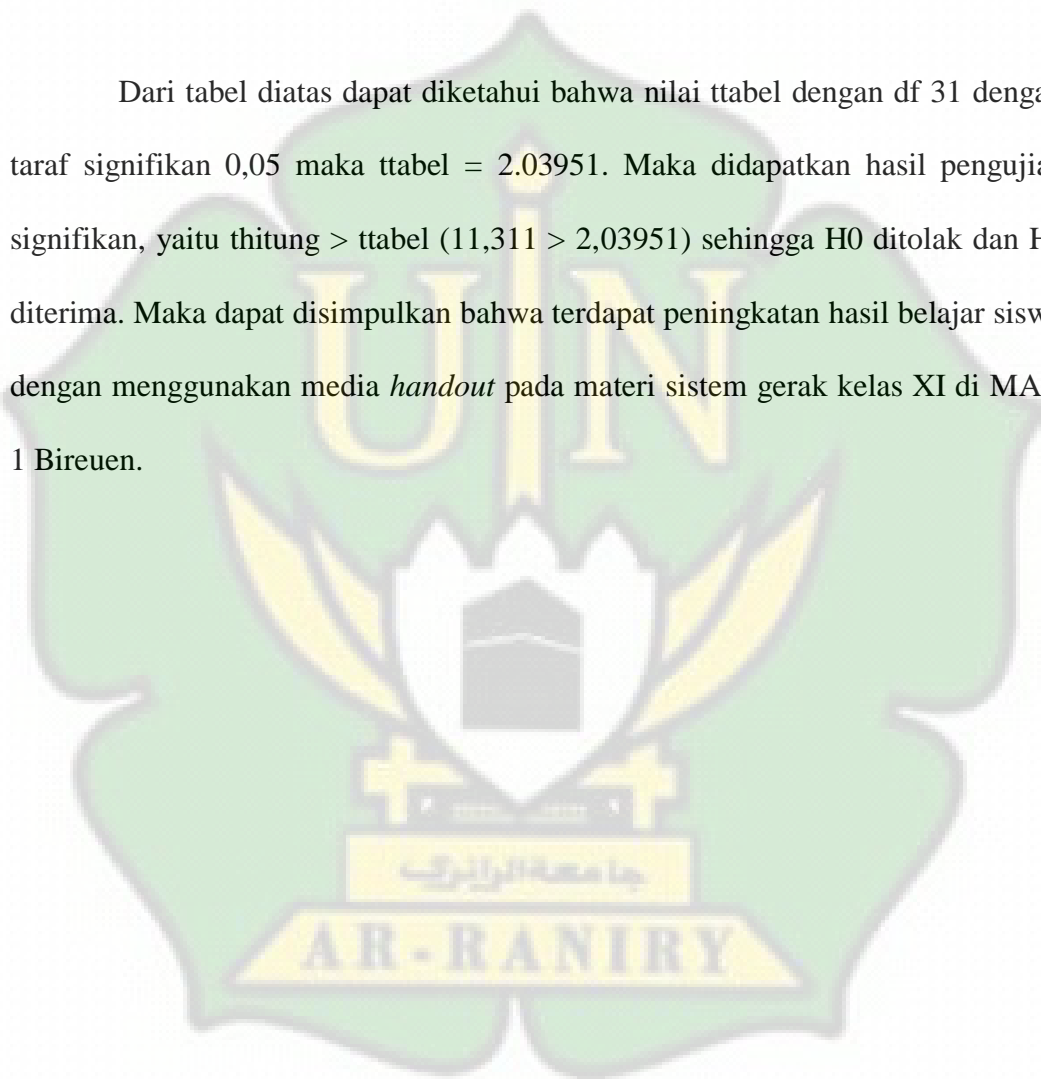 Dari tabel diatas dapat diketahui bahwa nilai ttabel dengan df 31 denga
taraf signifikan 0,05 maka ttabel = 2.03951. Maka didapatkan hasil pengujia
signifikan, yaitu thitung > ttabel (11,311 > 2,03951) sehingga H0 ditolak dan H
diterima. Maka dapat disimpulkan bahwa terdapat peningkatan hasil belajar sisw
dengan menggunakan media handout pada materi sistem gerak kelas XI di MA
1 Bireuen.
UIN
جامعة الرانري
AR-RANIRY